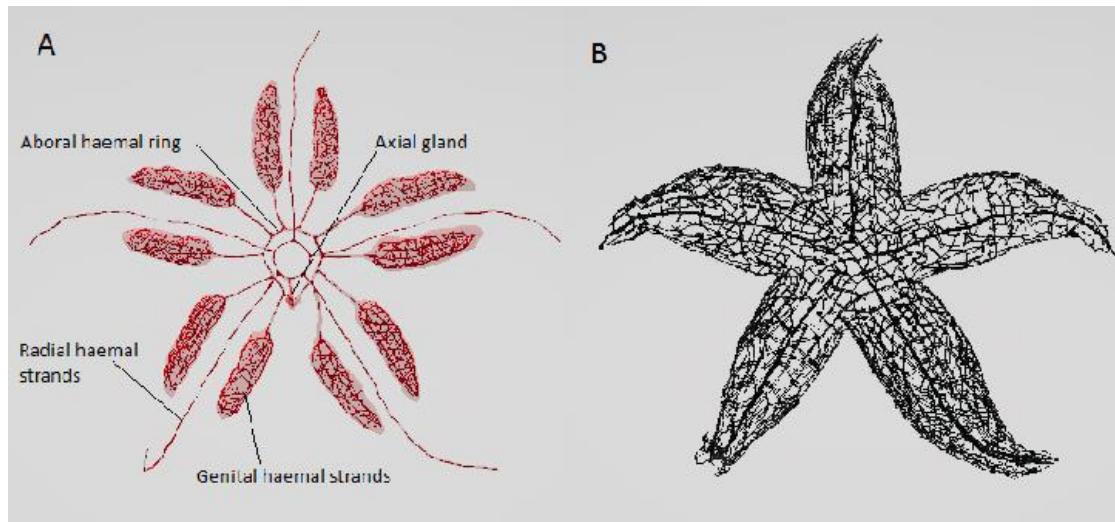 A
B
Aboral haemal ring
Axial gland
Radial haemal
strands
Genital haemal strands